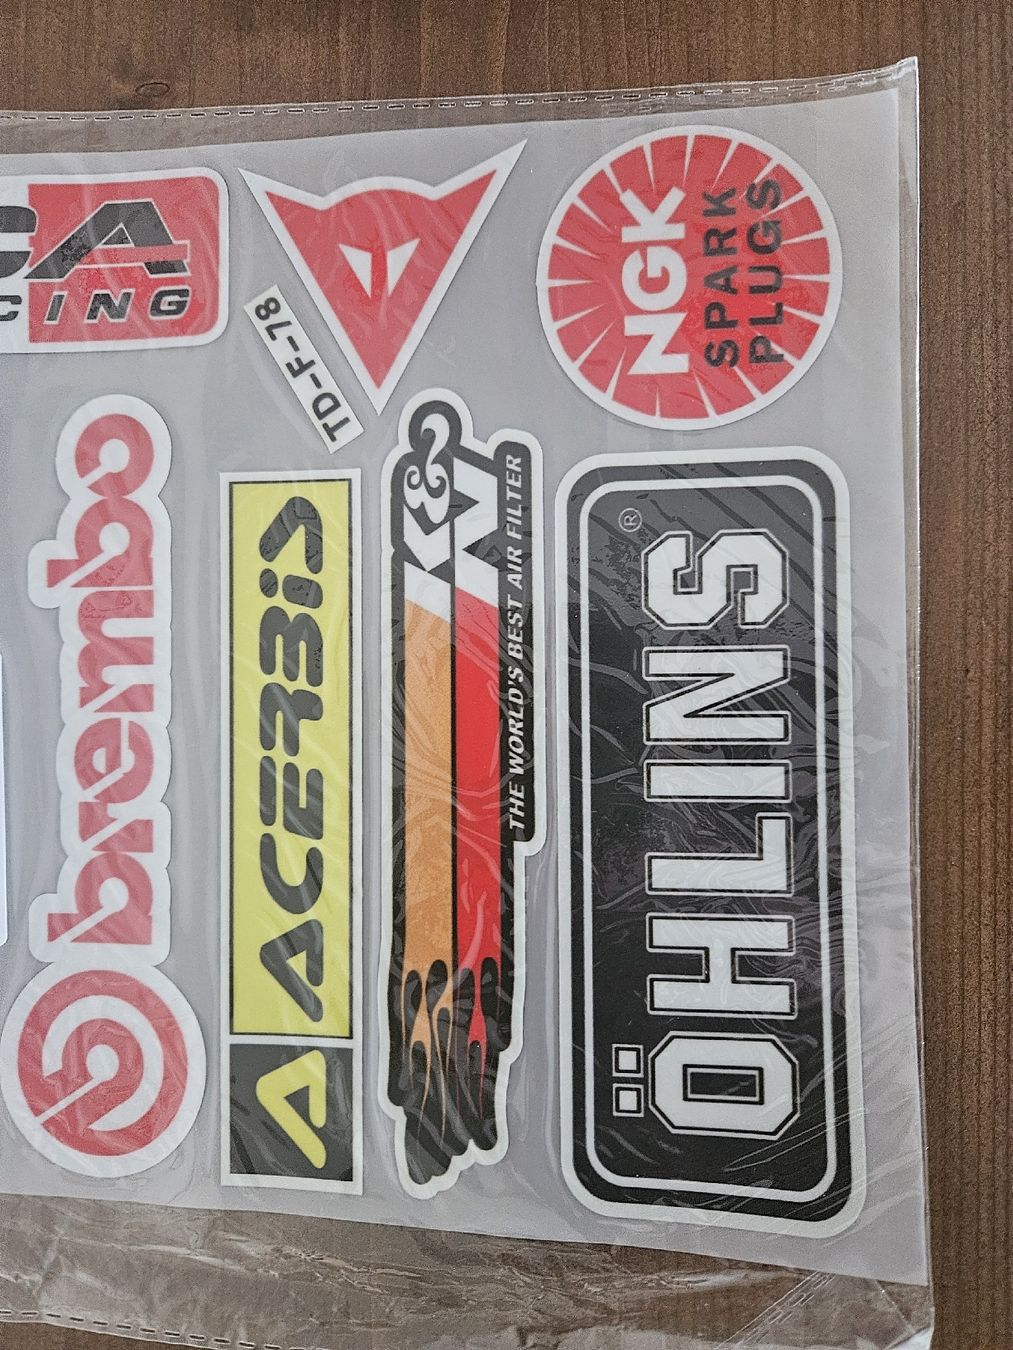 A
CING
TD-F-78
NGK
SPARK
PLUGS
brembo
A ACERBIS
K&N
THE WORLD'S BEST AIR FILTER
ÖHLINS®